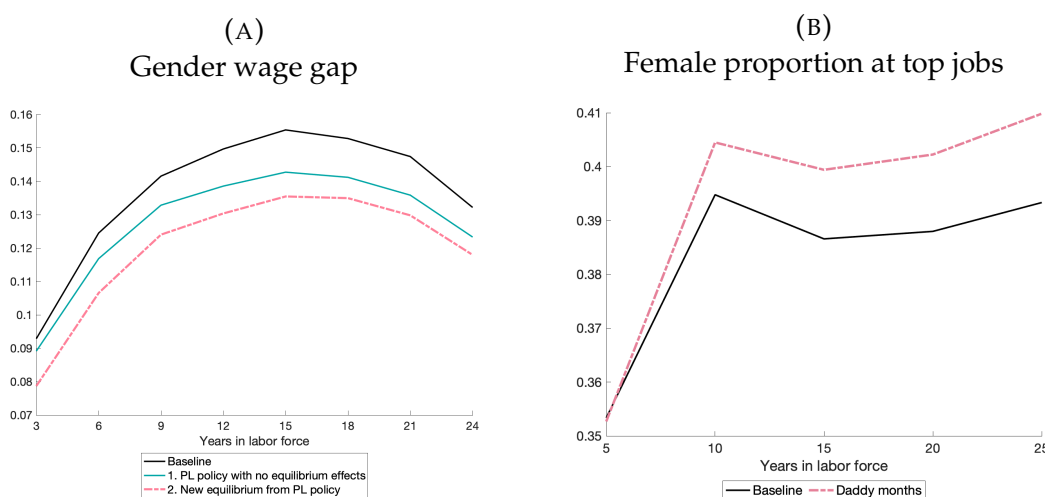 (A)
Gender wage gap
0.16
0.15
0.14
0.13
0.12
0.11
0.1
0.09
0.08
0.07
3 6 9 12 15 18 21 24
Years in labor force
Baseline
1. PL policy with no equilibrium effects
2. New equilibrium from PL policy
(B)
Female proportion at top jobs
0.41
0.4
0.39
0.38
0.37
0.36
0.35
5 10 15 20 25
Years in labor force
Baseline Daddy months